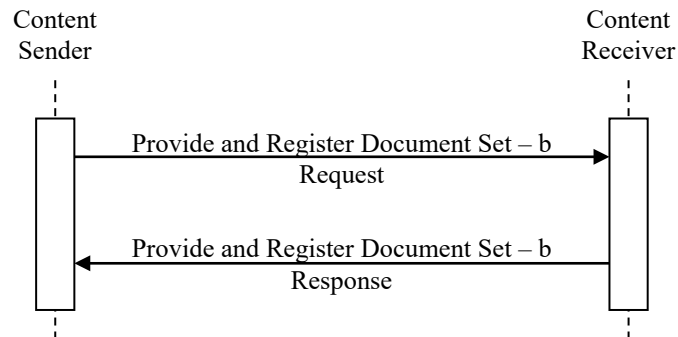 Content
Sender
Content
Receiver
Provide and Register Document Set – b
Request
Provide and Register Document Set – b
Response